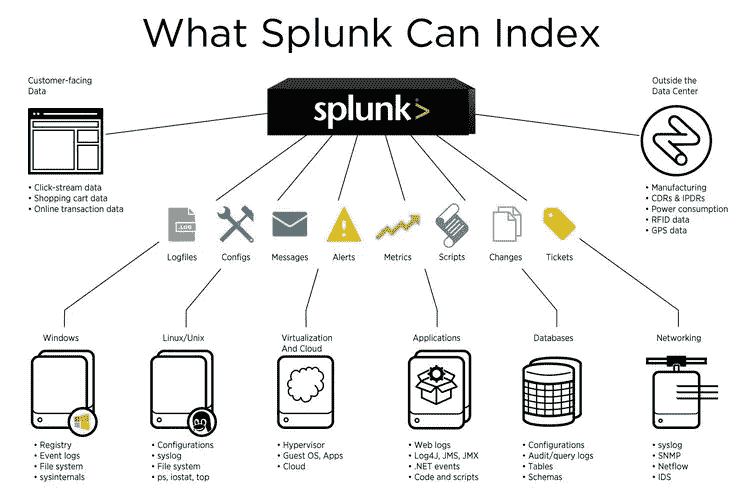 What Splunk Can Index
Customer-facing
Data
splunk>
Outside the
Data Center
• Click-stream data
• Shopping cart data
• Online transaction data
• Manufacturing
• CDRs & IPDRs
• Power consumption
• RFID data
• GPS data
.LOG
Logfiles
Configs
Messages
Alerts
Metrics
Scripts
Changes
Tickets
Windows
• Registry
• Event logs
• File system
• sysinternals
Linux/Unix
• Configurations
• syslog
• File system
• ps, iostat, top
Virtualization
And Cloud
• Hypervisor
• Guest OS, Apps
• Cloud
Applications
• Web logs
• Log4J, JMS, JMX
• .NET events
• Code and scripts
Databases
• Configurations
• Audit/query logs
• Tables
• Schemas
Networking
• syslog
• SNMP
• Netflow
• IDS